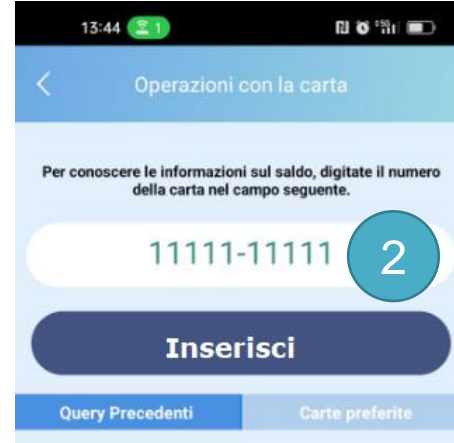 13:44 1 5G
Operazioni con la carta
Per conoscere le informazioni sul saldo, digitate il numero
della carta nel campo seguente.
11111-11111 2
Inserisci
Query Precedenti Carte preferite